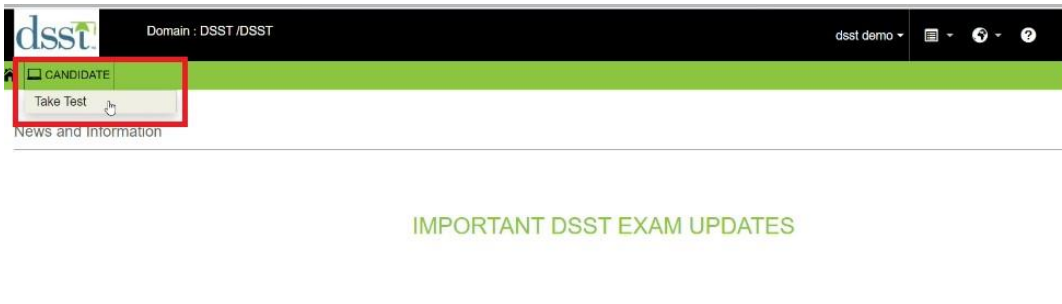 dsst
Domain : DSST /DSST
dsst demo
CANDIDATE
Take Test
News and Information
IMPORTANT DSST EXAM UPDATES